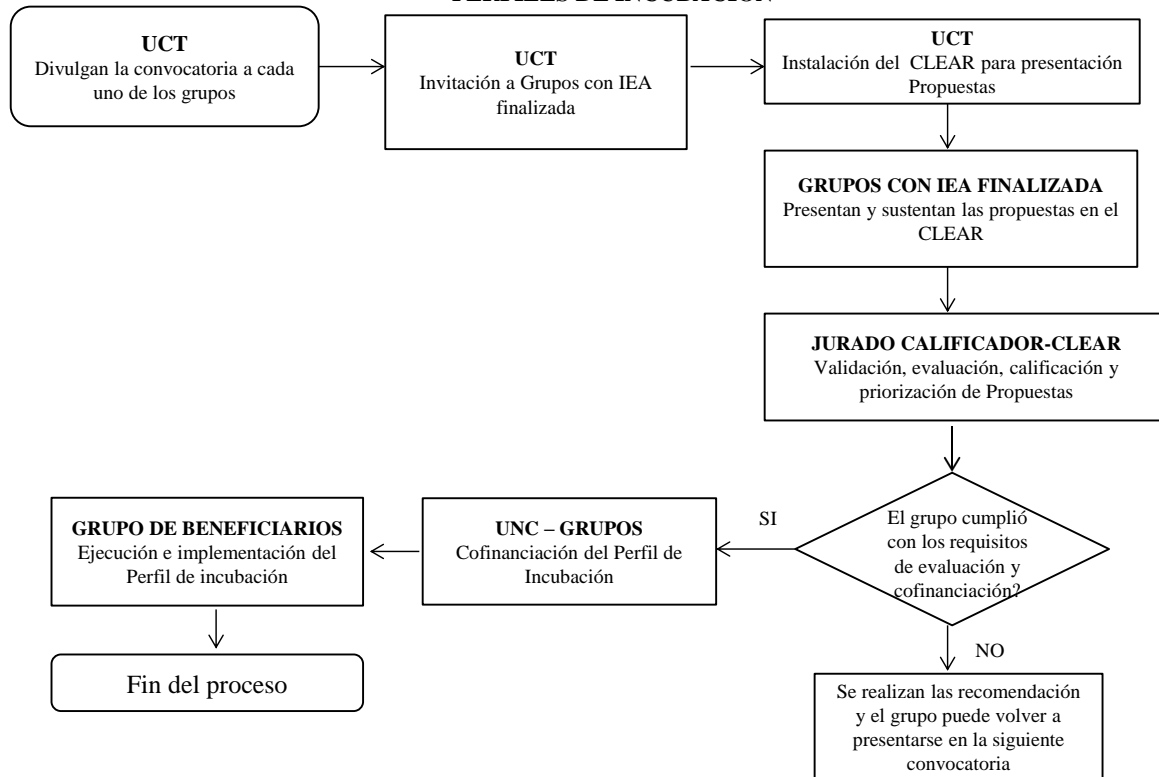 PERFILES DE INCUBACIÓN
UCT
Divulgan la convocatoria a cada
uno de los grupos
UCT
Invitación a Grupos con IEA
finalizada
UCT
Instalación del CLEAR para presentación
Propuestas
GRUPOS CON IEA FINALIZADA
Presentan y sustentan las propuestas en el
CLEAR
JURADO CALIFICADOR-CLEAR
Validación, evaluación, calificación y
priorización de Propuestas
El grupo cumplió
con los requisitos
de evaluación y
cofinanciación?
SI
UNC – GRUPOS
Cofinanciación del Perfil de
Incubación
GRUPO DE BENEFICIARIOS
Ejecución e implementación del
Perfil de incubación
Fin del proceso
NO
Se realizan las recomendación
y el grupo puede volver a
presentarse en la siguiente
convocatoria